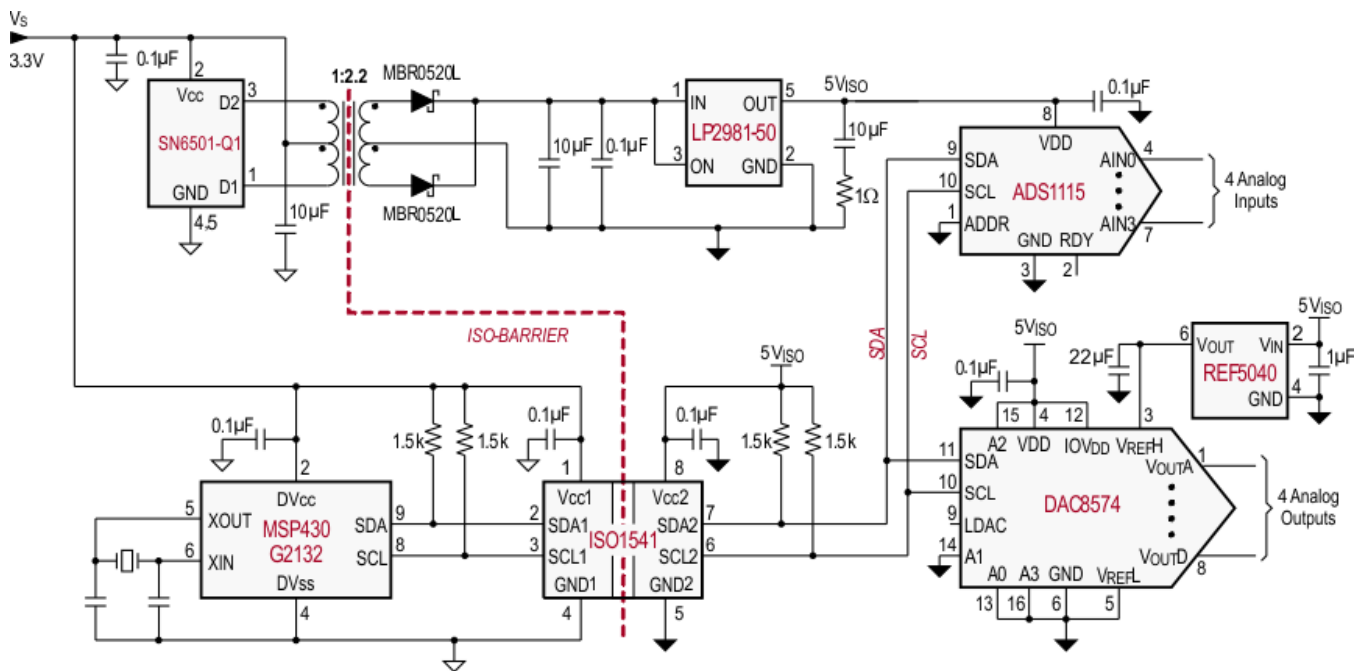 VS
3.3V
0.1µF
2
Vcc
D2
3
SN6501-Q1
GND
D1
1
4,5
10µF
1:2.2
MBR0520L
MBR0520L
10µF
0.1µF
1
IN
OUT
5
LP2981-50
3
ON
GND
2
5VISO
10µF
1Ω
0.1µF
8
VDD
9
SDA
AIN0
4
10
SCL
ADS1115
1
ADDR
AIN3
7
GND
RDY
3
2
4 Analog
Inputs
ISO-BARRIER
SDA
SCL
0.1µF
2
DVcc
5
XOUT
MSP430
G2132
SDA
9
6
XIN
SCL
8
DVss
4
1.5k
1.5k
0.1µF
1
Vcc1
2
SDA1
3
SCL1
GND1
4
ISO1541
5VISO
0.1µF
8
Vcc2
SDA2
7
SCL2
6
GND2
5
1.5k
1.5k
5VISO
0.1µF
15
4
12
3
A2
VDD
IOVDD
VREFH
11
SDA
10
SCL
9
LDAC
14
A1
DAC8574
VOUTA
1
VOUTD
8
A0
A3
GND
VREFL
13
16
6
5
4 Analog
Outputs
22µF
6
VOUT
VIN
2
REF5040
GND
4
5VISO
1µF